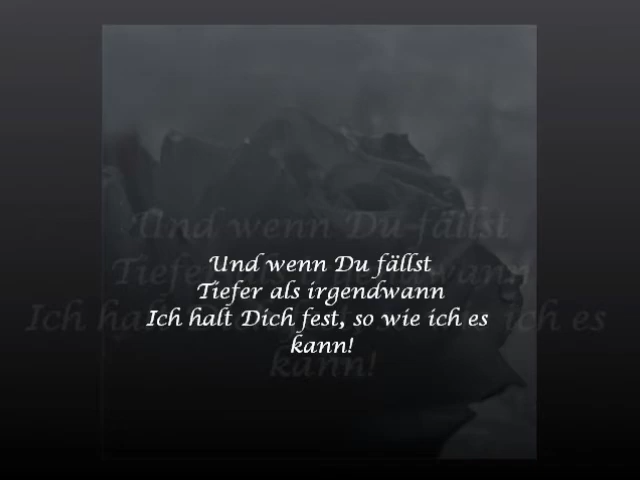 Und wenn Du fällst
Tiefer als irgendwann
Ich halt Dich fest, so wie ich es
kann!